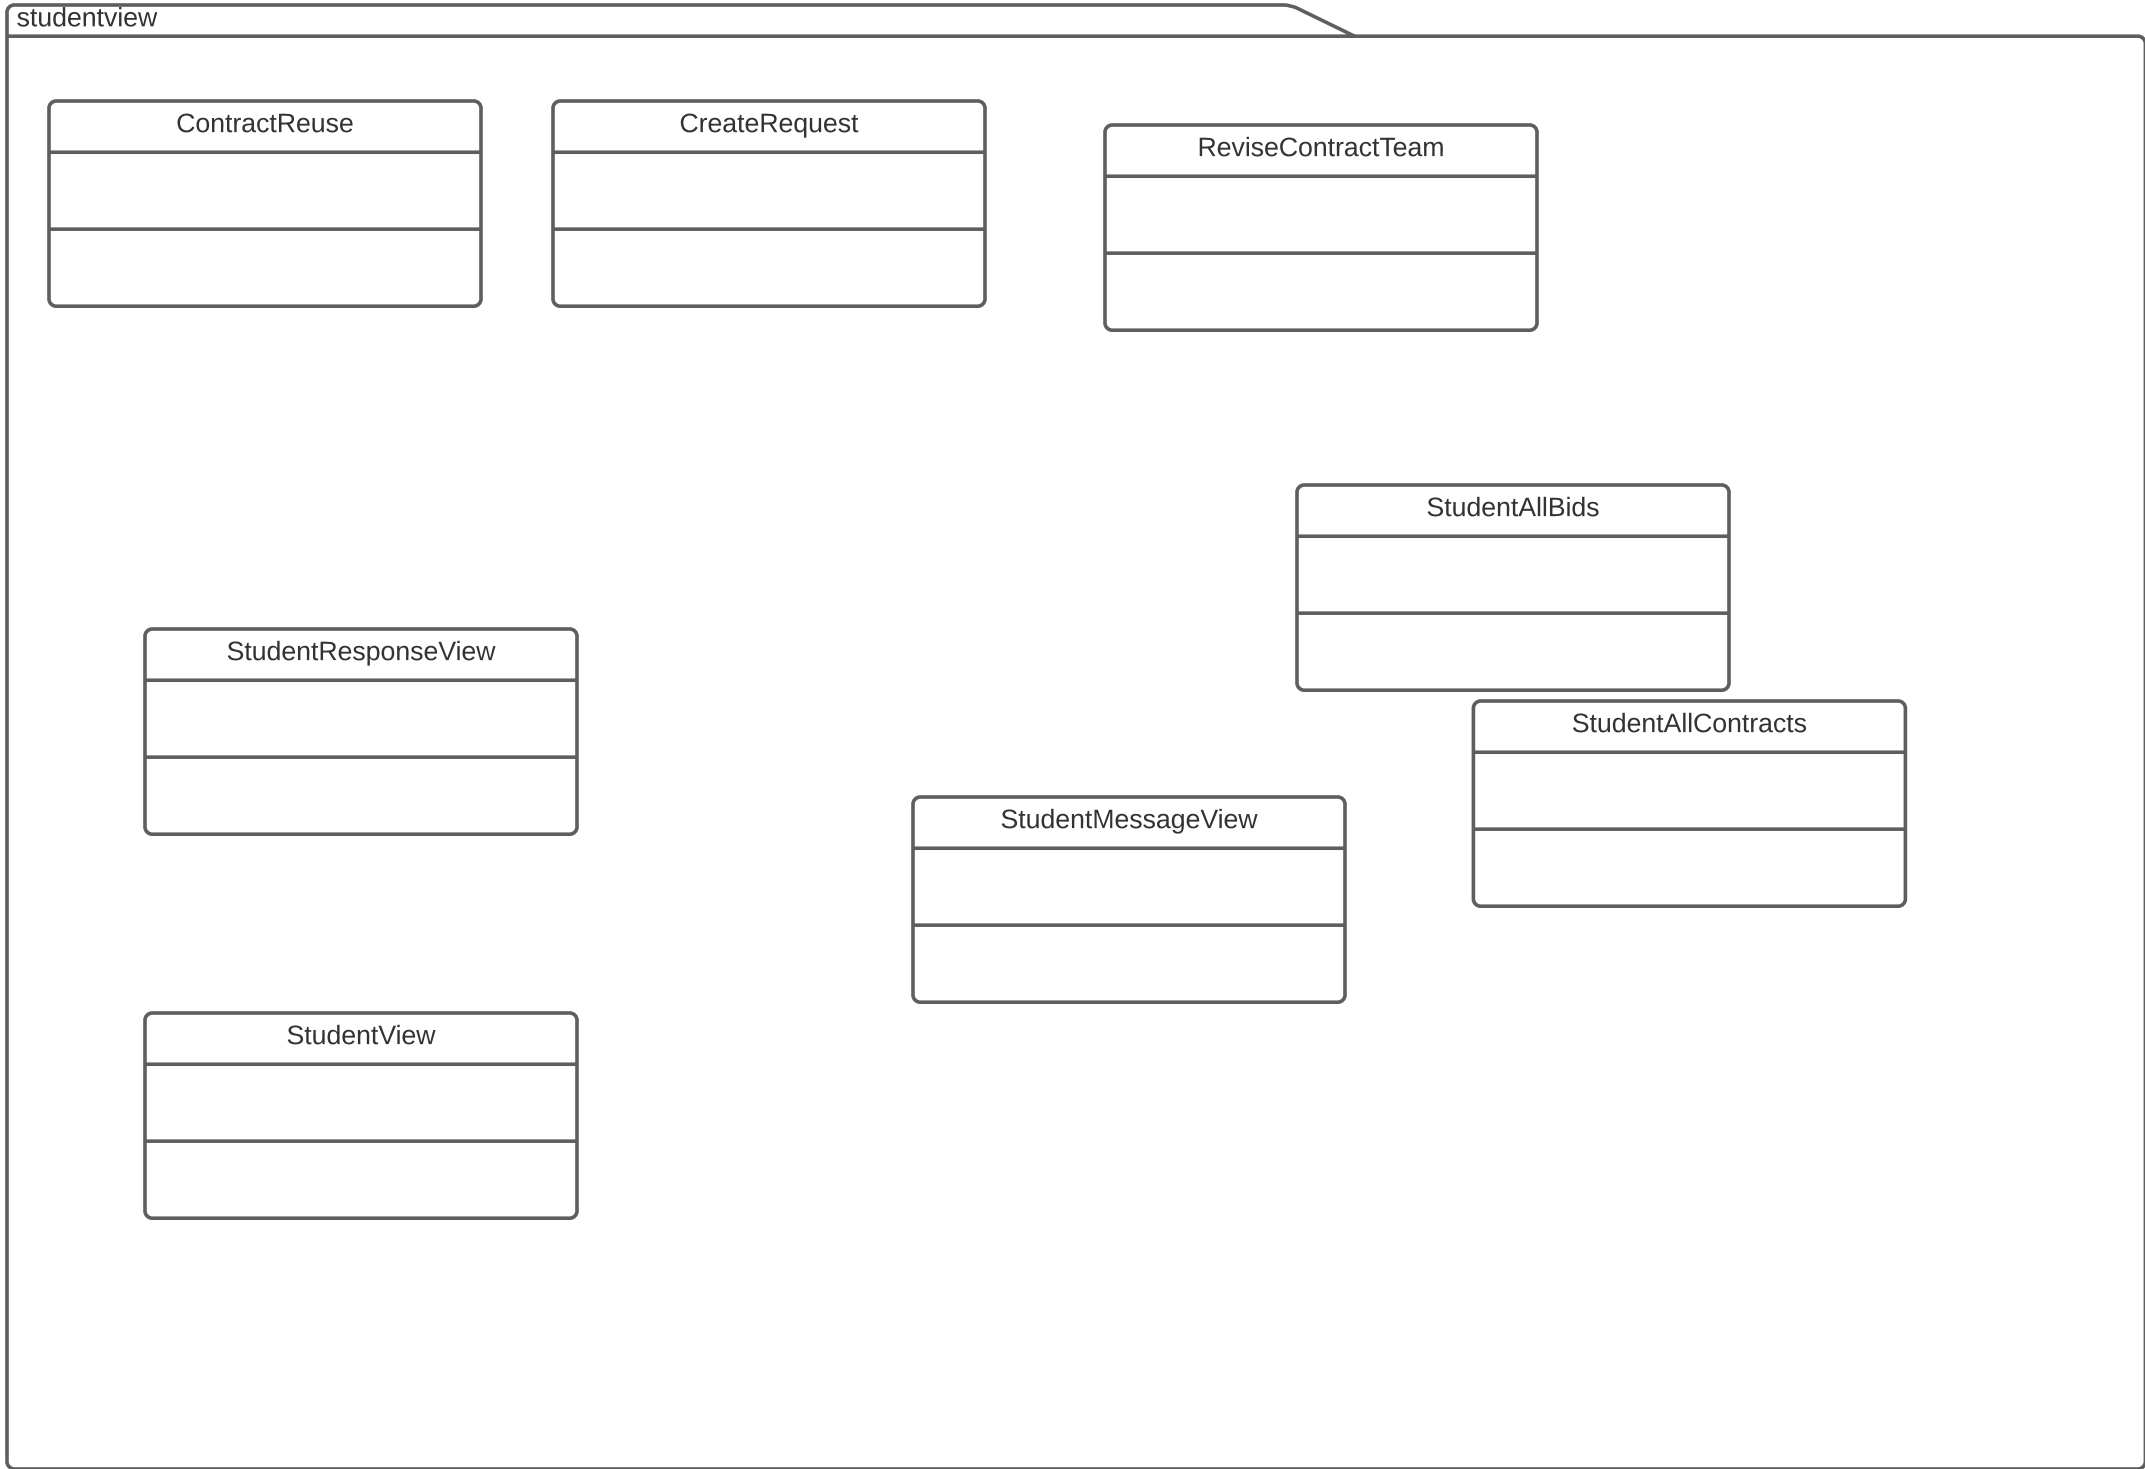 studentview
ContractReuse
CreateRequest
ReviseContractTeam
StudentAllBids
StudentResponseView
StudentAllContracts
StudentMessageView
StudentView